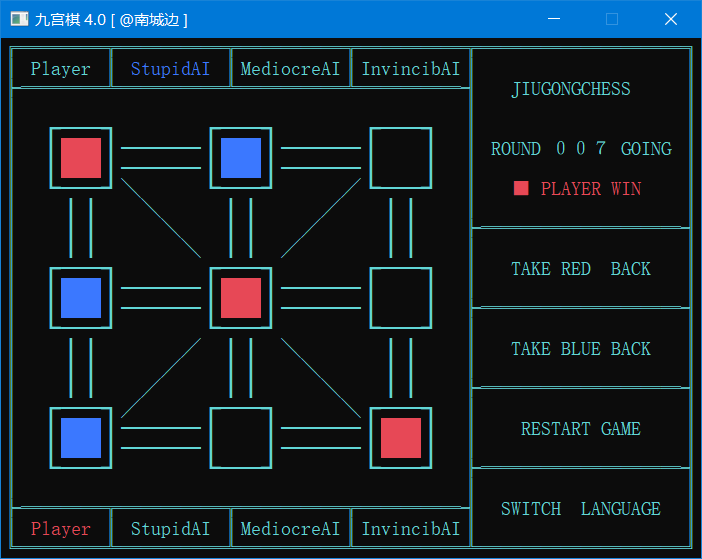 九宫棋 4.0 [ @南城边 ]
Player StupidAI MediocreAI InvincibAI
JIUGONGCHESS
ROUND 0 0 7 GOING
PLAYER WIN
TAKE RED BACK
TAKE BLUE BACK
RESTART GAME
SWITCH LANGUAGE
Player StupidAI MediocreAI InvincibAI